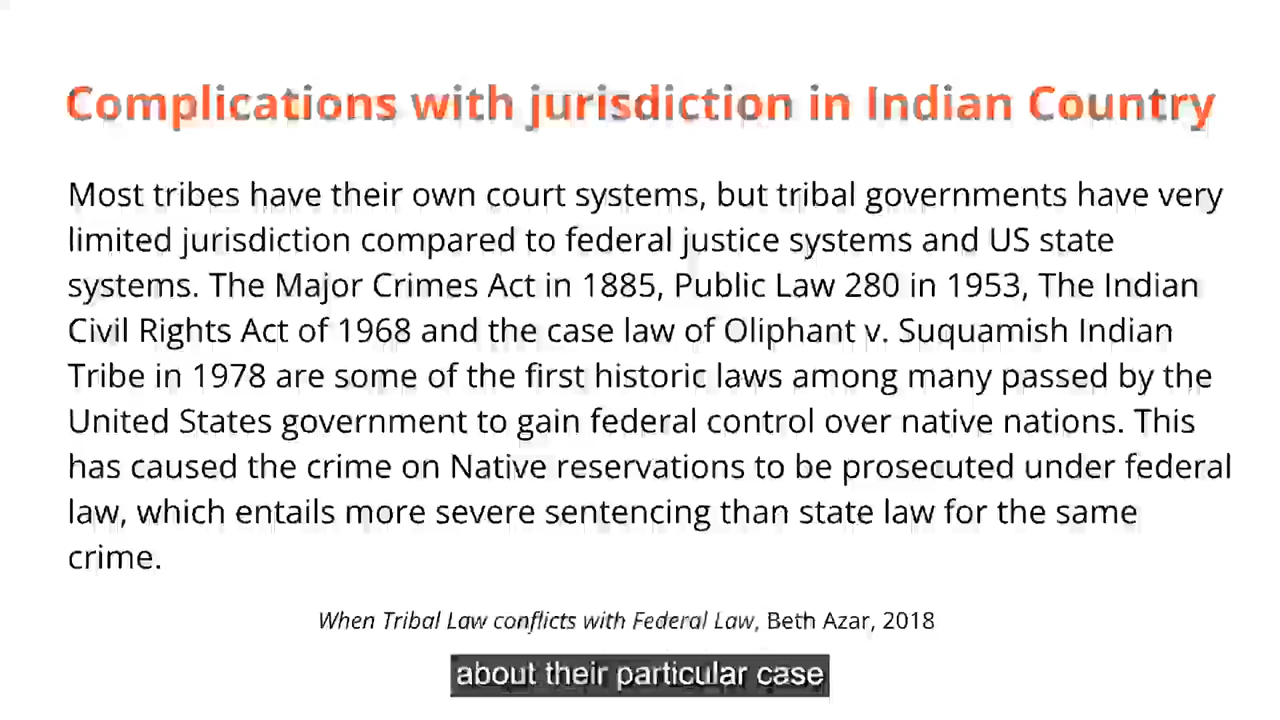 Complications with jurisdiction in Indian Country
Most tribes have their own court systems, but tribal governments have very
limited jurisdiction compared to federal justice systems and US state
systems. The Major Crimes Act in 1885, Public Law 280 in 1953, The Indian
Civil Rights Act of 1968 and the case law of Oliphant v. Suquamish Indian
Tribe in 1978 are some of the first historic laws among many passed by the
United States government to gain federal control over native nations. This
has caused the crime on Native reservations to be prosecuted under federal
law, which entails more severe sentencing than state law for the same
crime.
When Tribal Law conflicts with Federal Law, Beth Azar, 2018
about their particular case